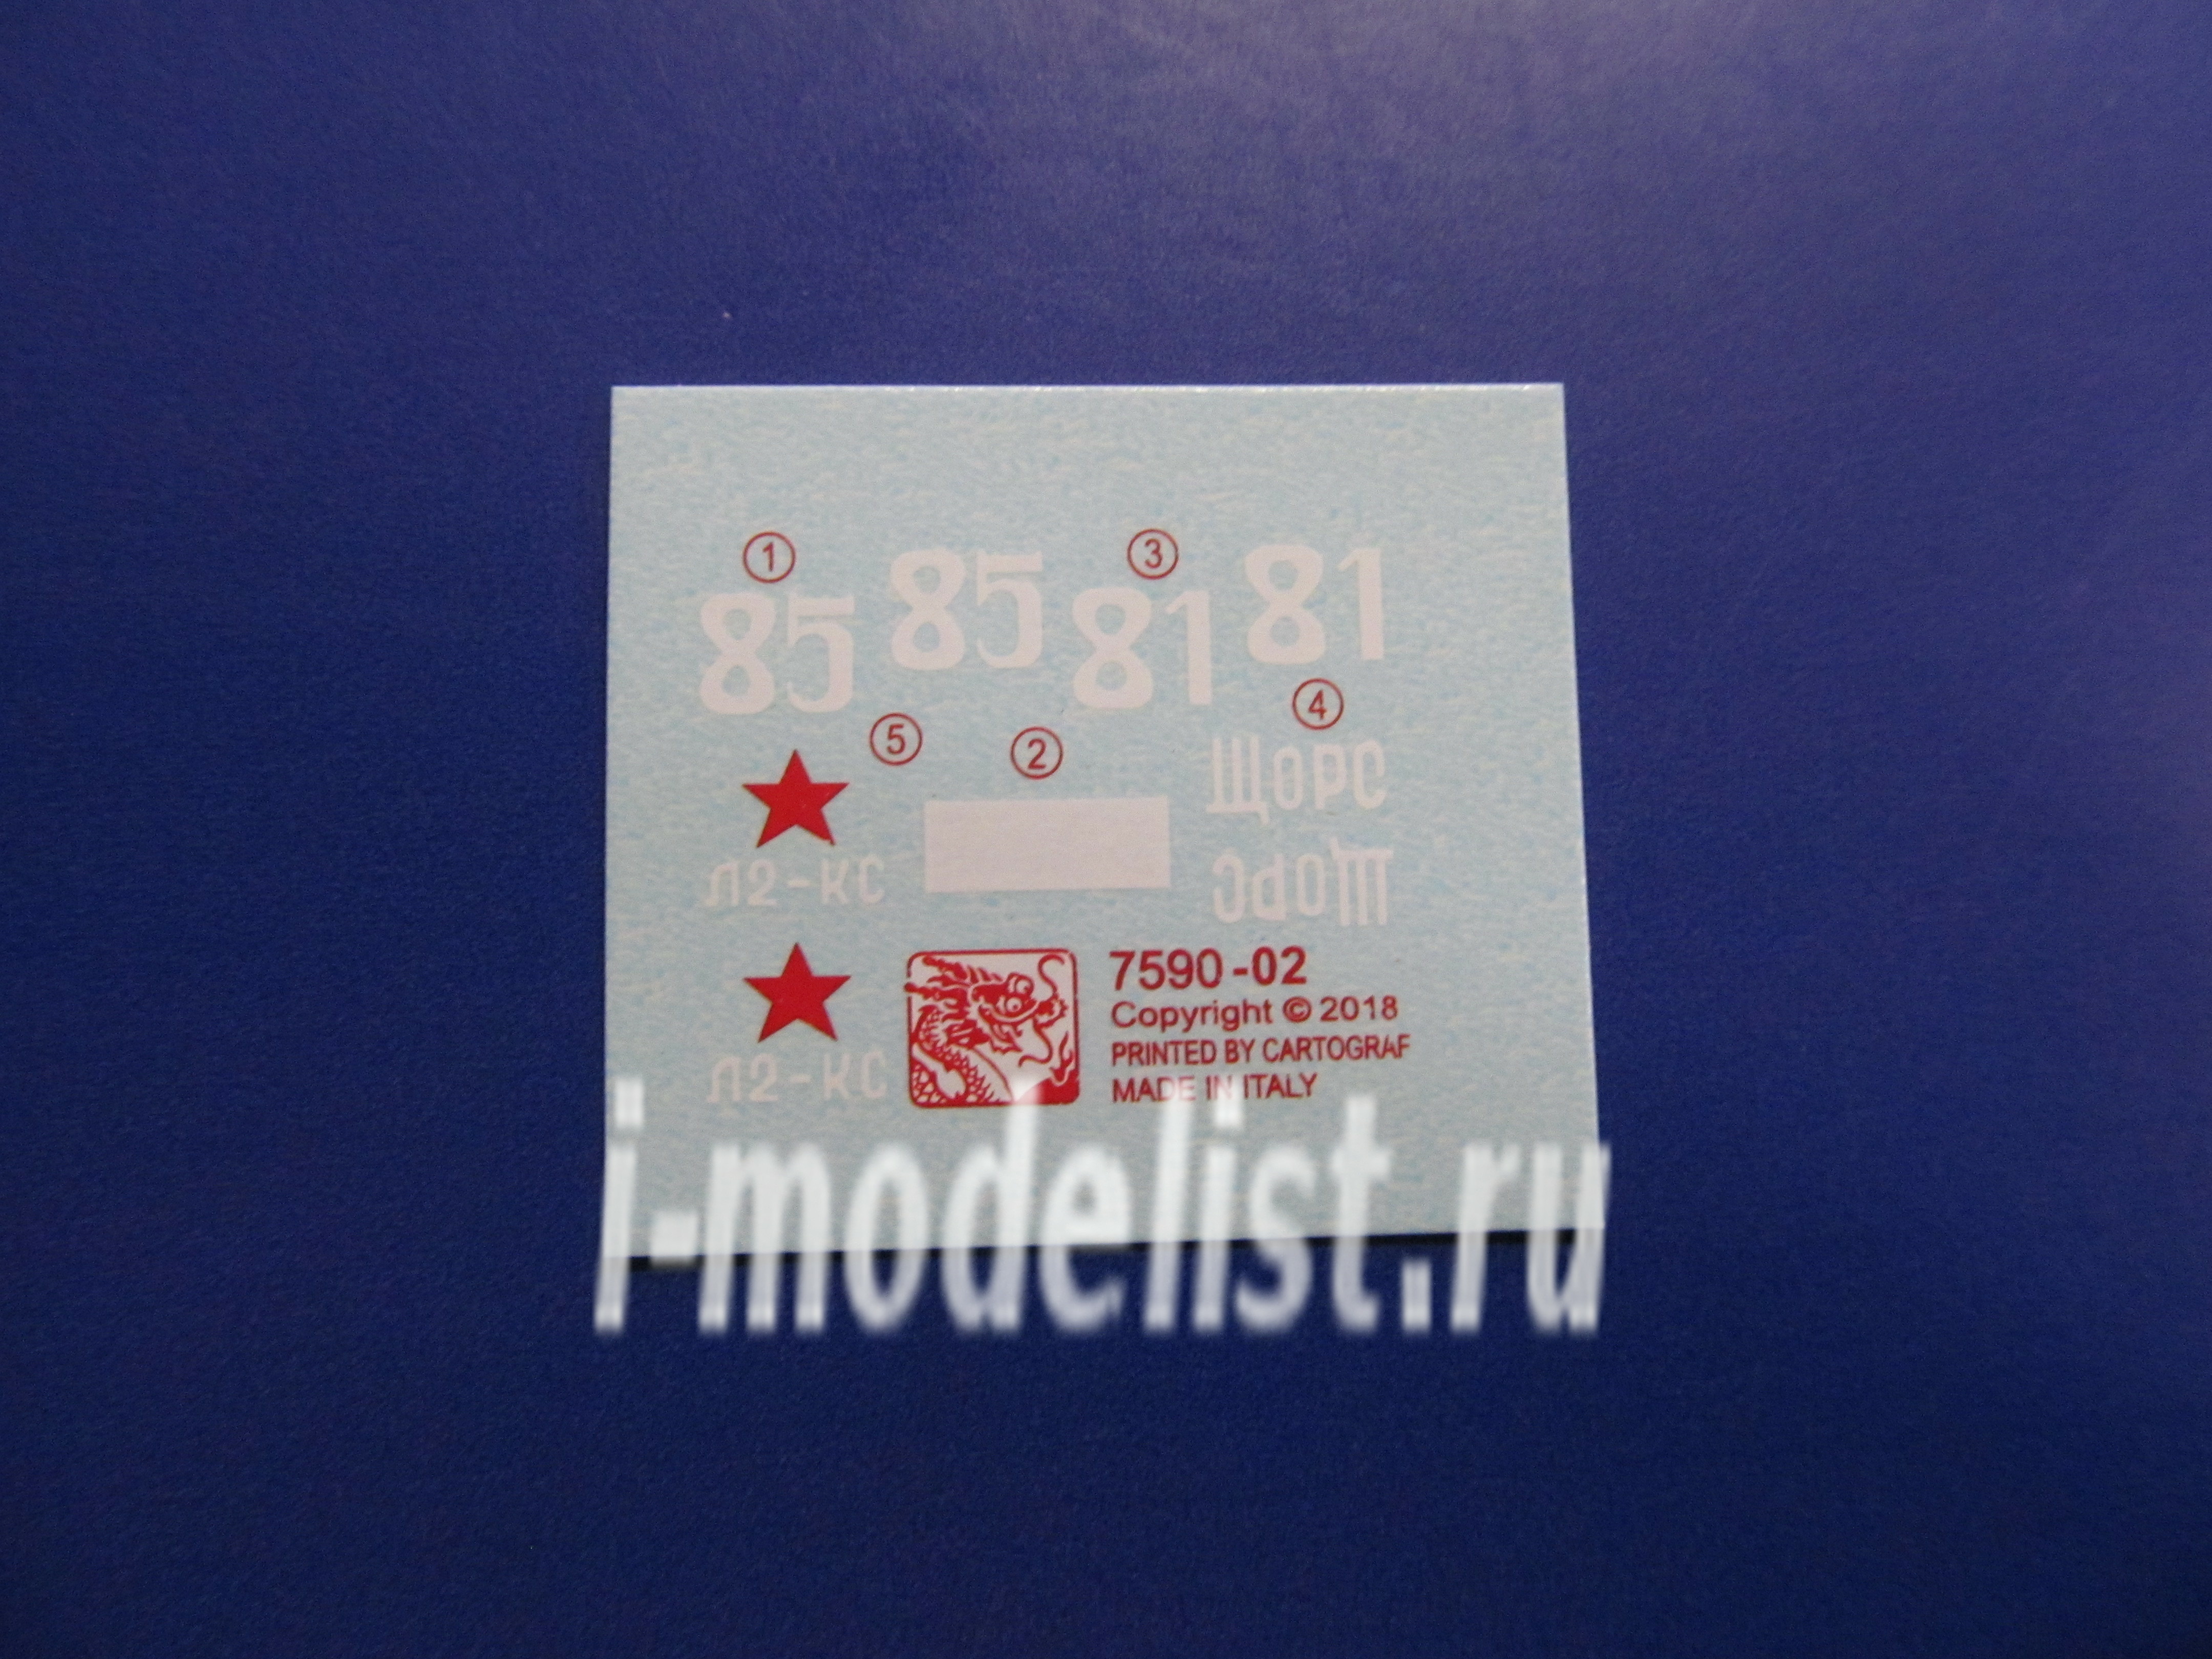 ① 85 85 ③ 81 81
⑤ ② ④
Щорс
Л2-КС
Щорс
7590-02
Copyright © 2018
PRINTED BY CARTOGRAF
MADE IN ITALY
Л2-КС
i-modelist.ru